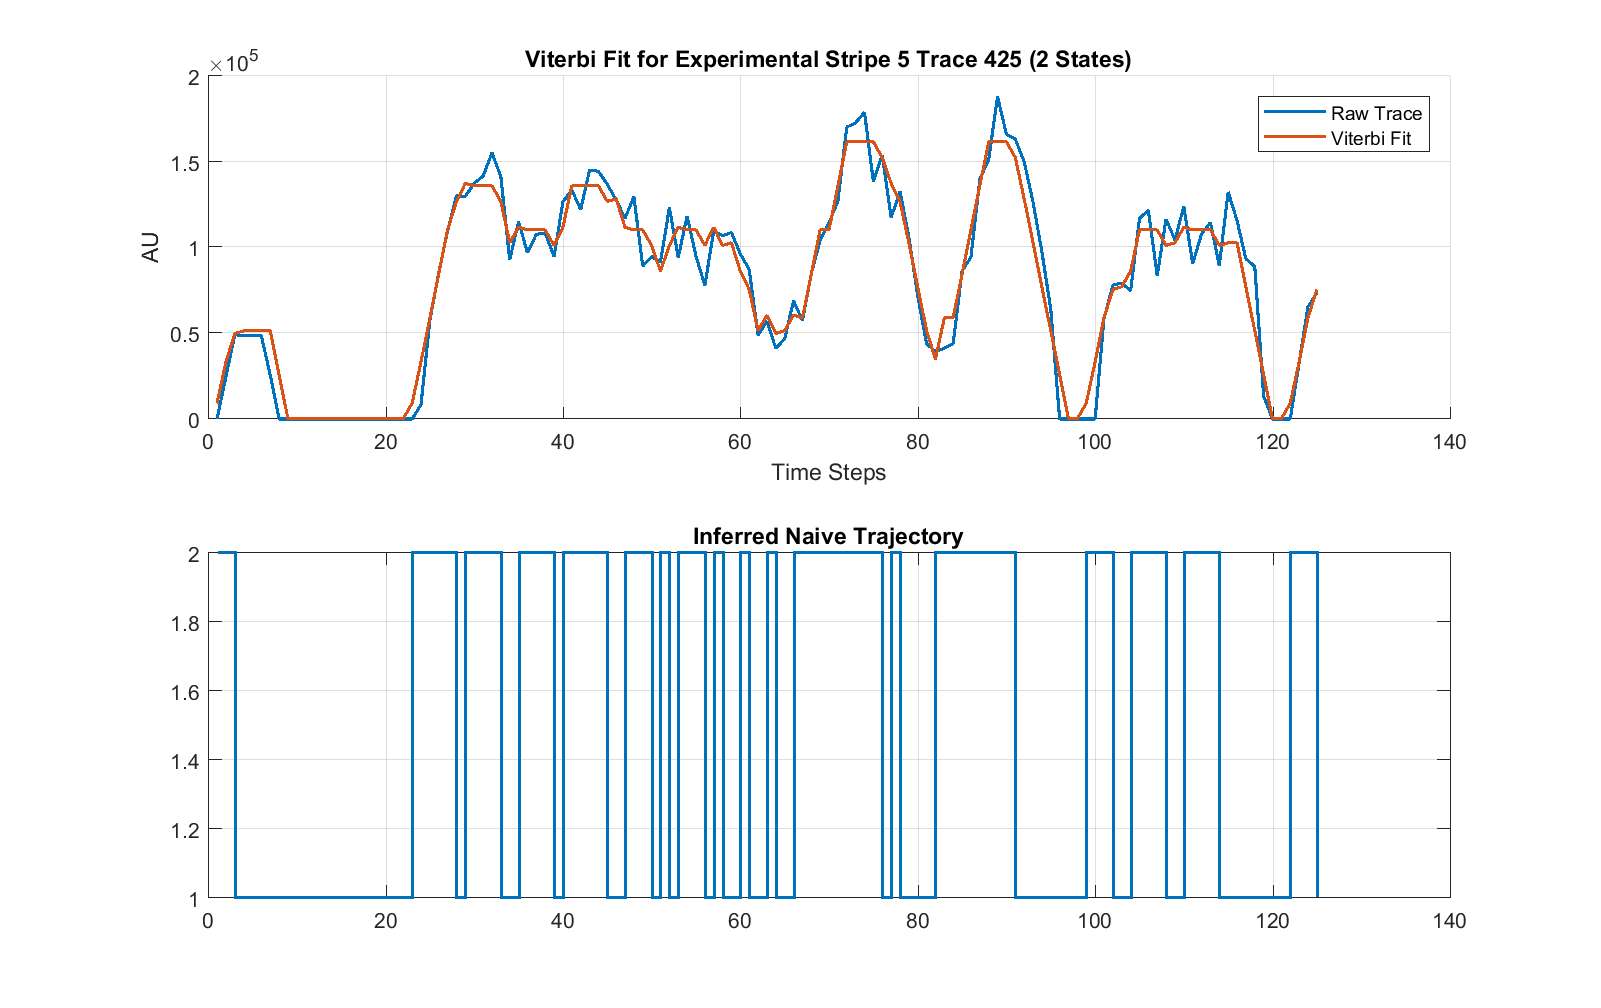 Viterbi Fit for Experimental Stripe 5 Trace 425 (2 States)
×10^5
2
1.5
1
0.5
0
AU
Raw Trace
Viterbi Fit
0 20 40 60 80 100 120 140
Time Steps
Inferred Naive Trajectory
2
1.8
1.6
1.4
1.2
1
0 20 40 60 80 100 120 140